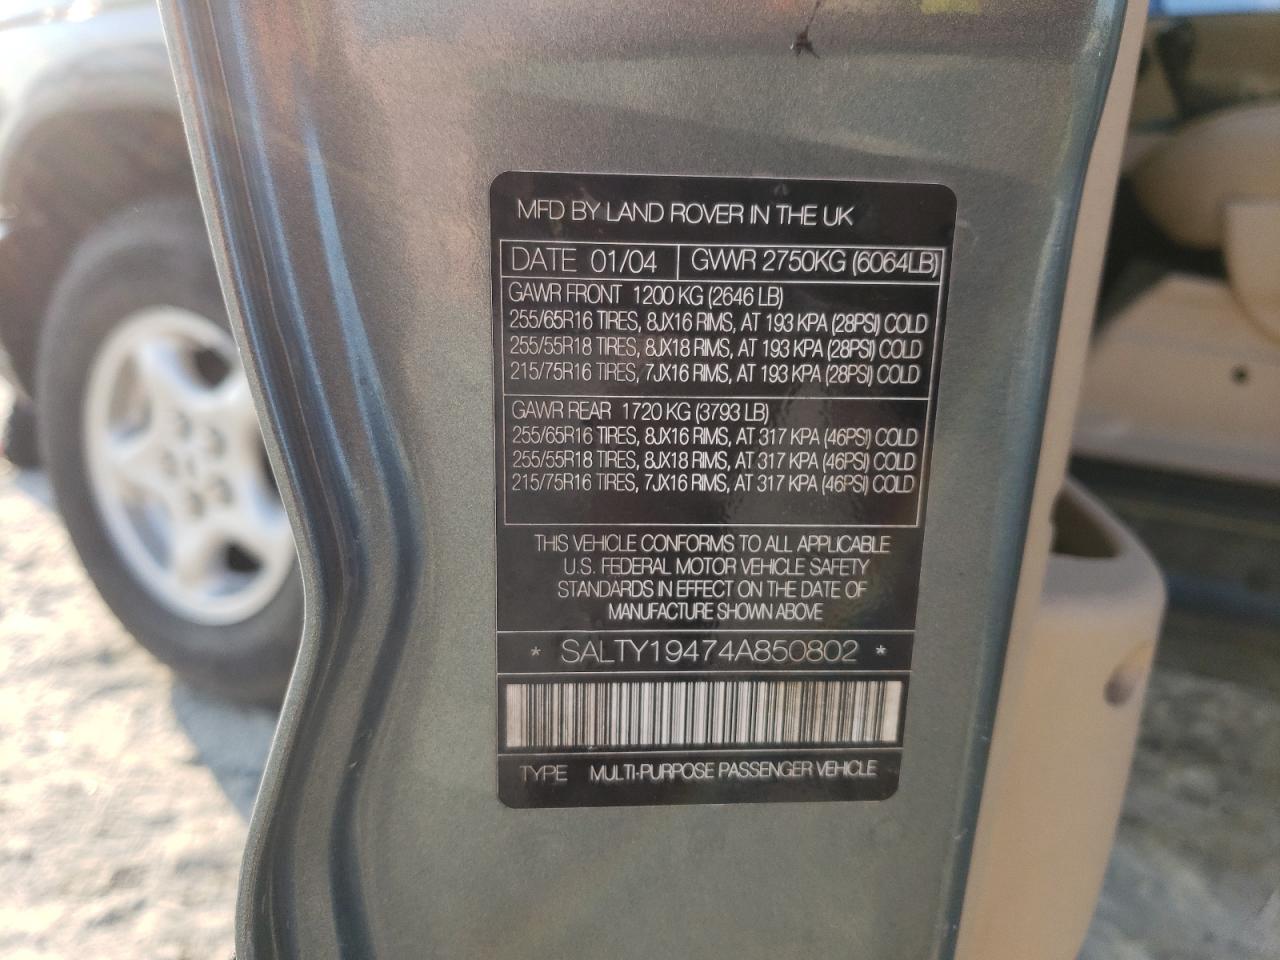 MFD BY LAND ROVER IN THE UK
DATE 01/04 GVWR 2750KG (6064LB)
GAWR FRONT 1200 KG (2646 LB)
255/65R16 TIRES, 8JX16 RIMS, AT 193 KPA (28PSI) COLD
255/55R18 TIRES, 8JX18 RIMS, AT 193 KPA (28PSI) COLD
215/75R16 TIRES, 7JX16 RIMS, AT 193 KPA (28PSI) COLD
GAWR REAR 1720 KG (3793 LB)
255/65R16 TIRES, 8JX16 RIMS, AT 317 KPA (46PSI) COLD
255/55R18 TIRES, 8JX18 RIMS, AT 317 KPA (46PSI) COLD
215/75R16 TIRES, 7JX16 RIMS, AT 317 KPA (46PSI) COLD
THIS VEHICLE CONFORMS TO ALL APPLICABLE
U.S. FEDERAL MOTOR VEHICLE SAFETY
STANDARDS IN EFFECT ON THE DATE OF
MANUFACTURE SHOWN ABOVE
* SALTY19474A850802 *
TYPE MULTI-PURPOSE PASSENGER VEHICLE